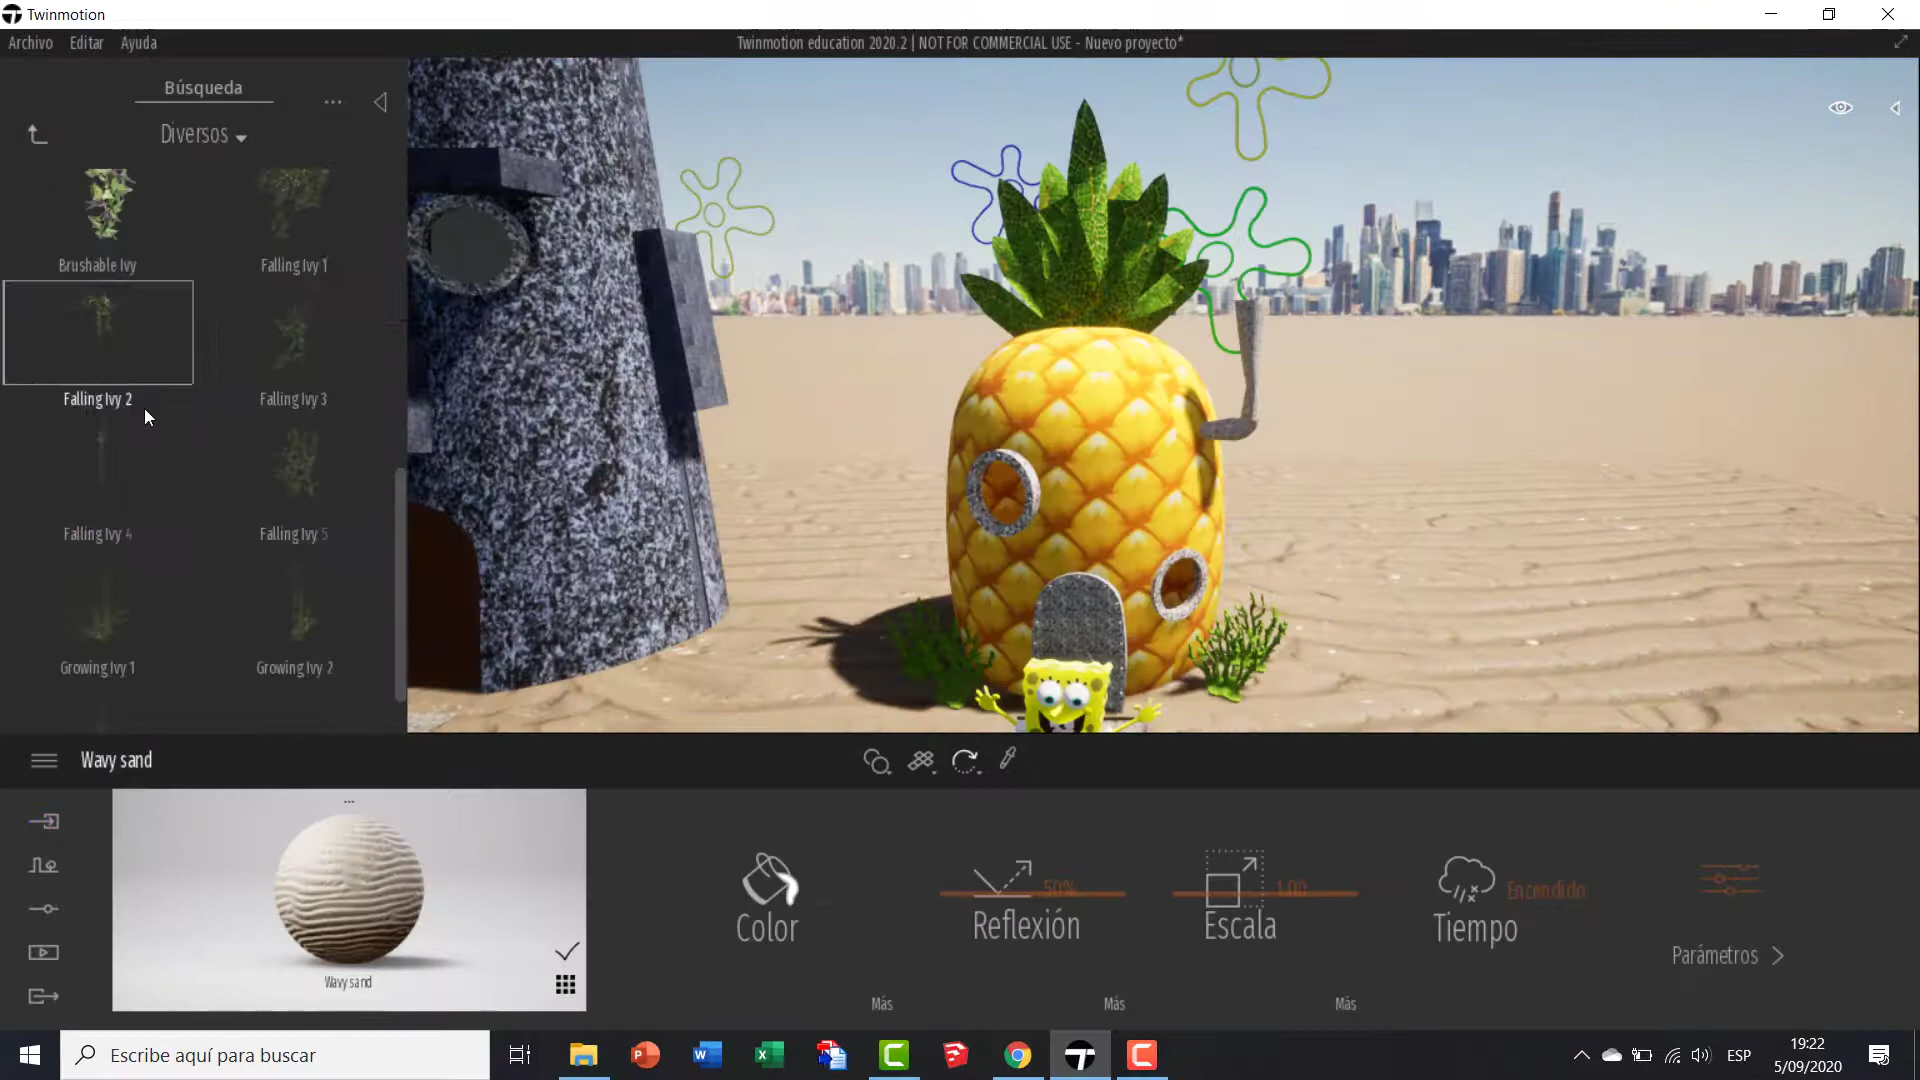 Twinmotion
Archivo Editar Ayuda
Twinmotion education 2020.2 | NOT FOR COMMERCIAL USE - Nuevo proyecto*
Búsqueda
...
Diversos
Brushable Ivy
Falling Ivy 1
Falling Ivy 2
Falling Ivy 3
Falling Ivy 4
Falling Ivy 5
Growing Ivy 1
Growing Ivy 2
Wavy sand
...
Wavy sand
Color
50%
Reflexión
1.00
Escala
Encendido
Tiempo
Parámetros
Más
Más
Más
Escribe aquí para buscar
ESP
19:22
5/09/2020